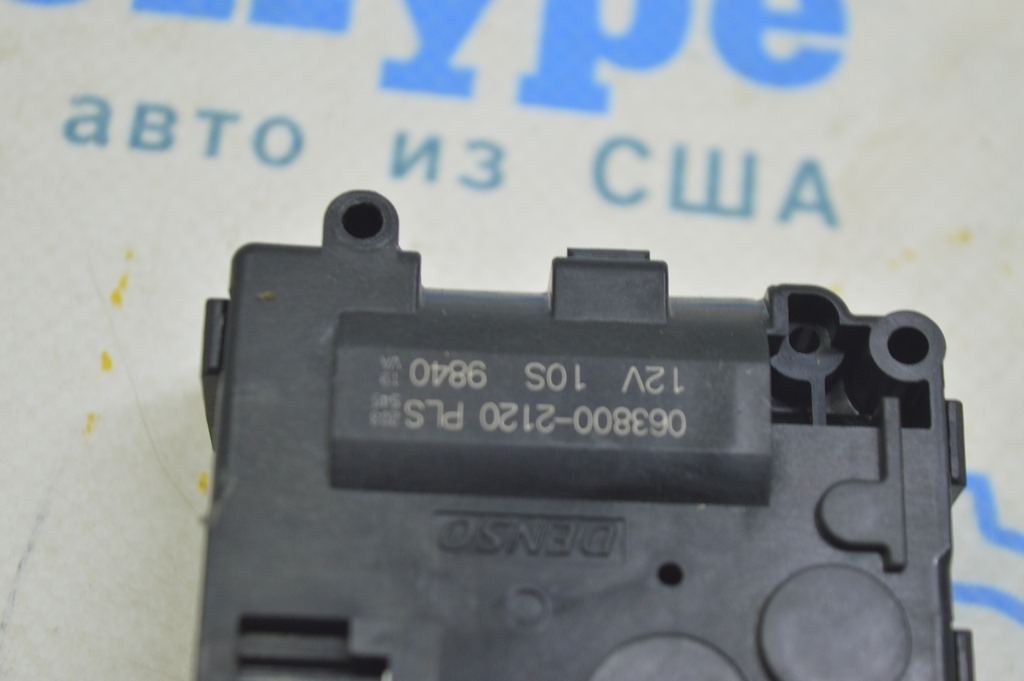 авто из США
063800-2120 PLS
12V 10S 9840
DENSO